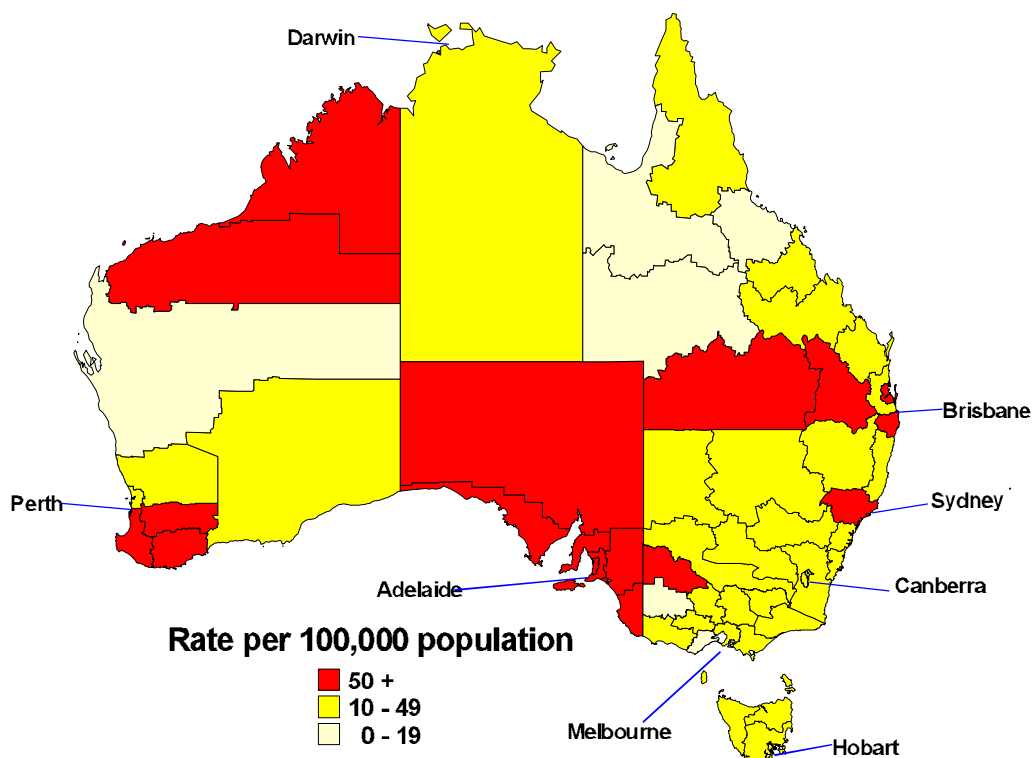 Darwin
Brisbane
Perth
Sydney
Adelaide
Canberra
Rate per 100,000 population
50 +
10 - 49
0 - 19
Melbourne
Hobart